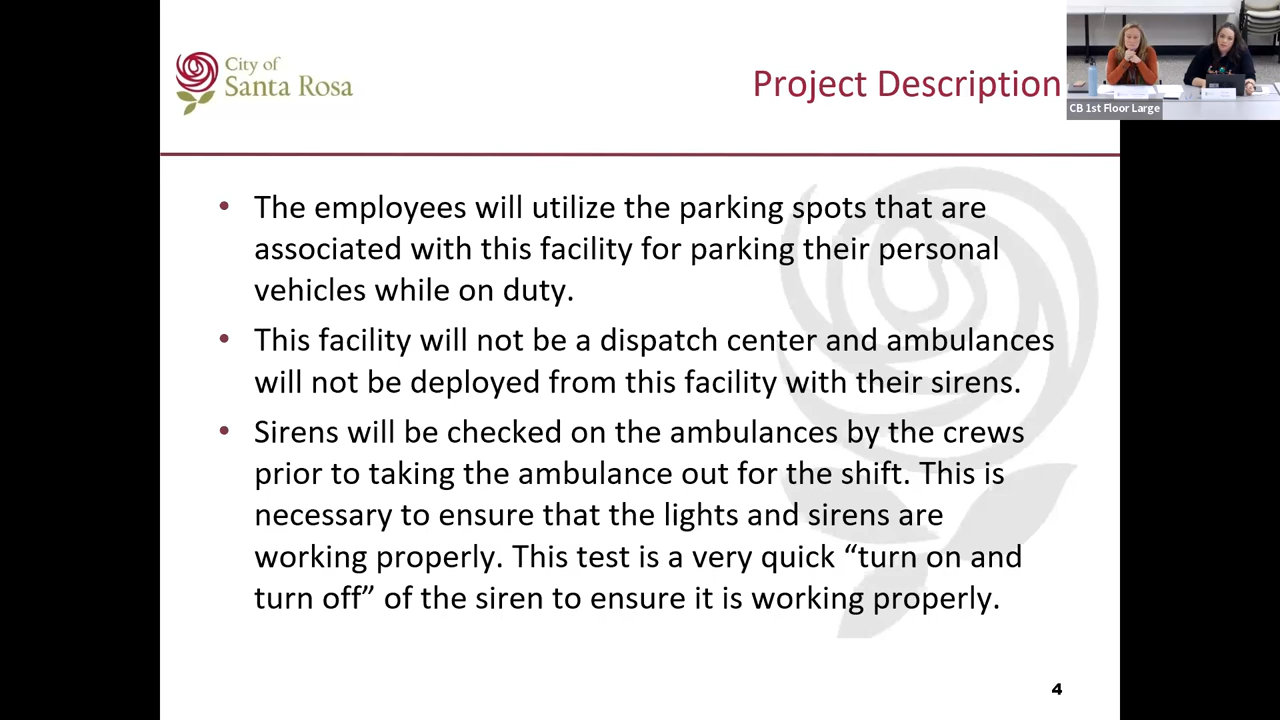 City of
Santa Rosa
Project Description
CB 1st Floor Large
• The employees will utilize the parking spots that are
associated with this facility for parking their personal
vehicles while on duty.
• This facility will not be a dispatch center and ambulances
will not be deployed from this facility with their sirens.
• Sirens will be checked on the ambulances by the crews
prior to taking the ambulance out for the shift. This is
necessary to ensure that the lights and sirens are
working properly. This test is a very quick “turn on and
turn off” of the siren to ensure it is working properly.
4